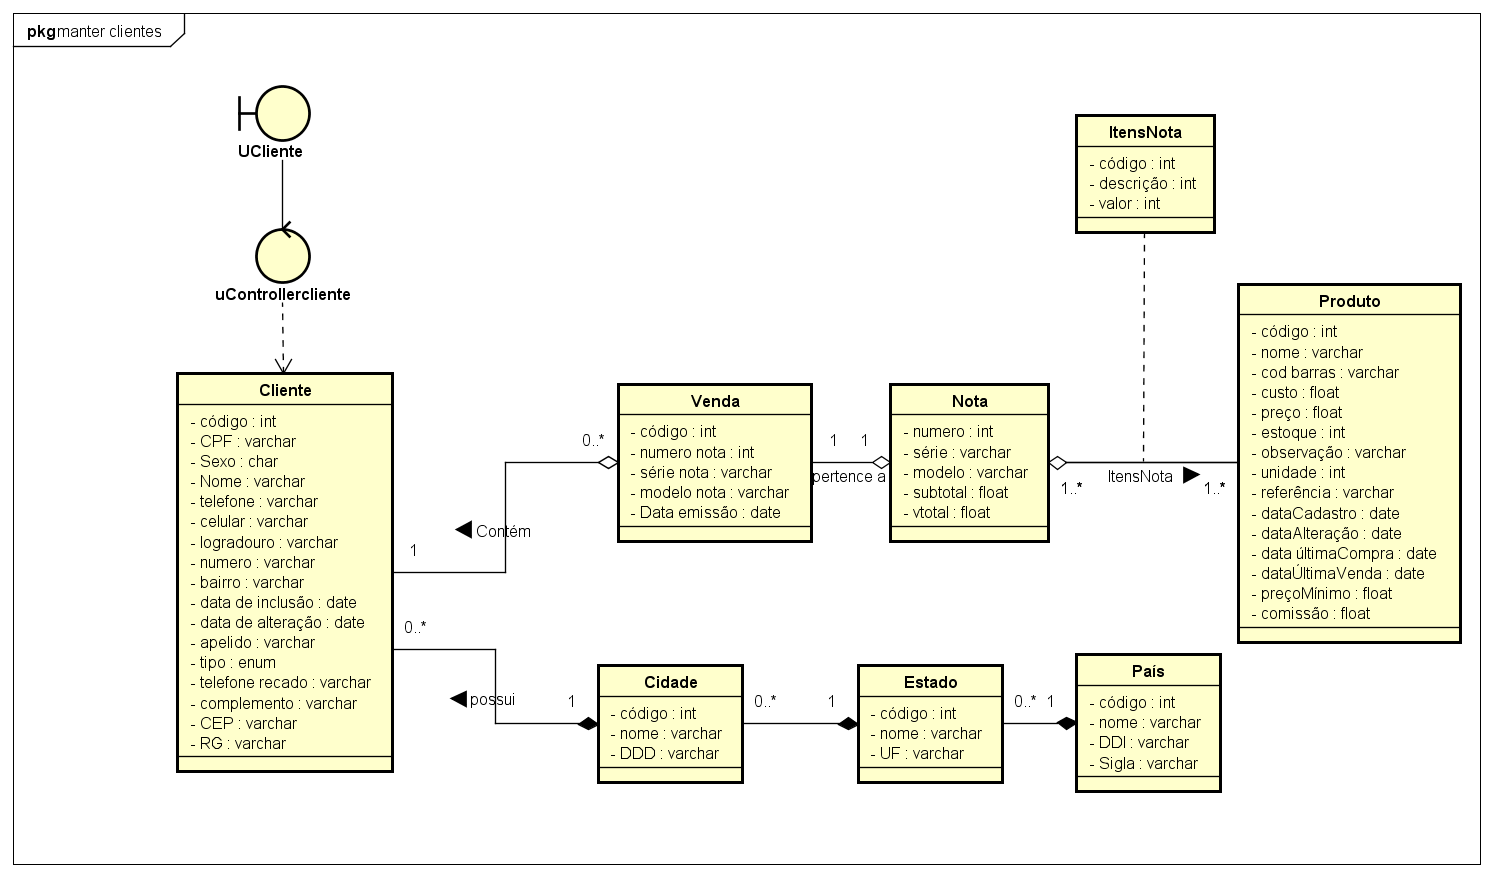 pkg manter clientes
UCliente
uControllercliente
Cliente
- código : int
- CPF : varchar
- Sexo : char
- Nome : varchar
- telefone : varchar
- celular : varchar
- logradouro : varchar
- numero : varchar
- bairro : varchar
- data de inclusão : date
- data de alteração : date
- apelido : varchar
- tipo : enum
- telefone recado : varchar
- complemento : varchar
- CEP : varchar
- RG : varchar
1
Contém
0..*
0..*
possui
1
Venda
- código : int
- numero nota : int
- série nota : varchar
- modelo nota : varchar
- Data emissão : date
1
1
pertence a
Nota
- numero : int
- série : varchar
- modelo : varchar
- subtotal : float
- vtotal : float
1..*
ItensNota
1..*
ItensNota
- código : int
- descrição : int
- valor : int
Produto
- código : int
- nome : varchar
- cod barras : varchar
- custo : float
- preço : float
- estoque : int
- observação : varchar
- unidade : int
- referência : varchar
- dataCadastro : date
- dataAlteração : date
- data últimaCompra : date
- dataÚltimaVenda : date
- preçoMínimo : float
- comissão : float
Cidade
- código : int
- nome : varchar
- DDD : varchar
0..*
1
Estado
- código : int
- nome : varchar
- UF : varchar
0..*
1
País
- código : int
- nome : varchar
- DDI : varchar
- Sigla : varchar